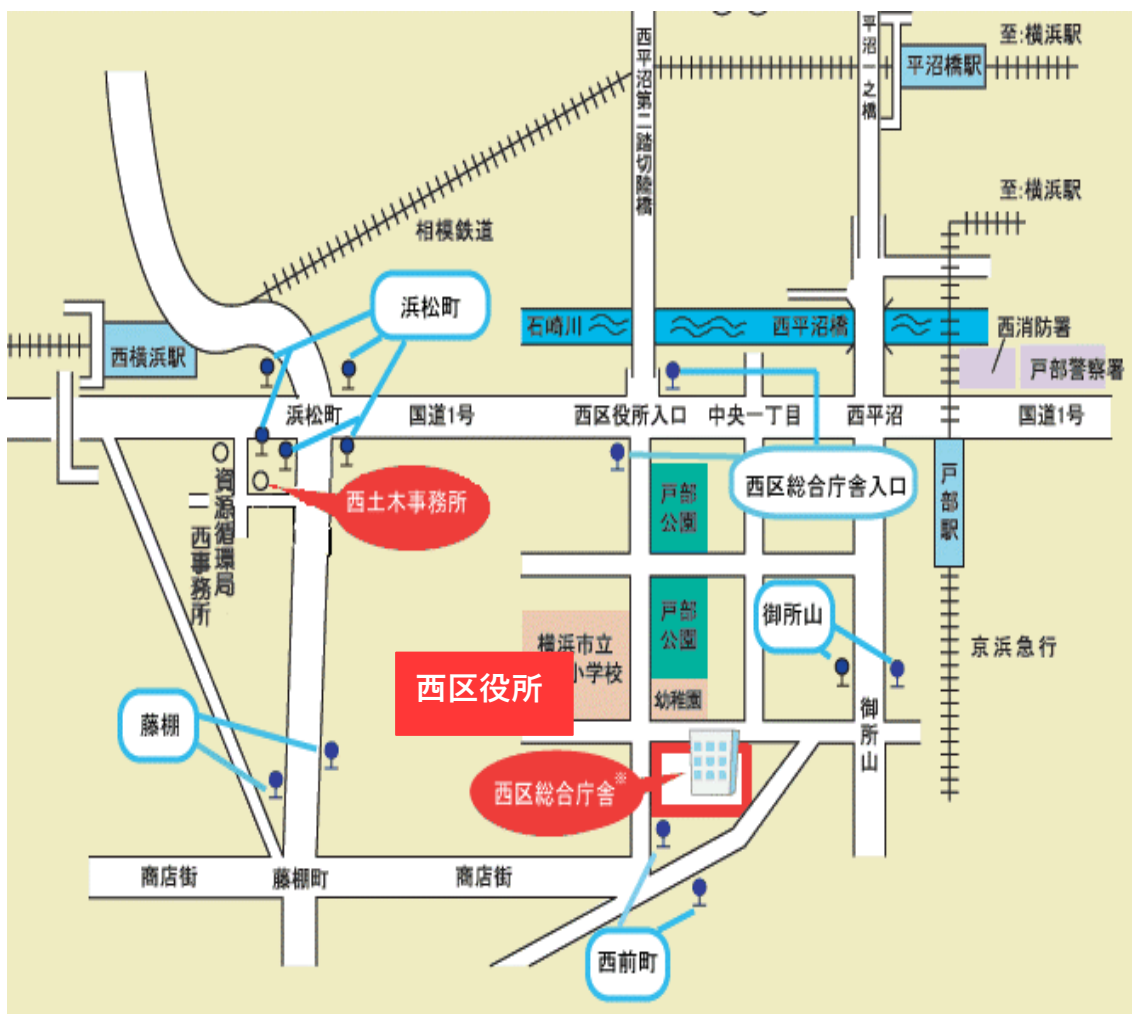 至:横浜駅
平沼橋駅
平沼一之橋
西平沼第二踏切陸橋
至:横浜駅
相模鉄道
浜松町
石崎川
西平沼橋
西消防署
戸部警察署
西横浜駅
浜松町
国道1号
西区役所入口
中央一丁目
西平沼
国道1号
資源循環局
西事務所
西土木事務所
戸部
公園
西区総合庁舎入口
戸部駅
戸部
公園
御所山
横浜市立
小学校
西区役所
幼稚園
京浜急行
藤棚
御所山
西区総合庁舎※
商店街
藤棚町
商店街
西前町